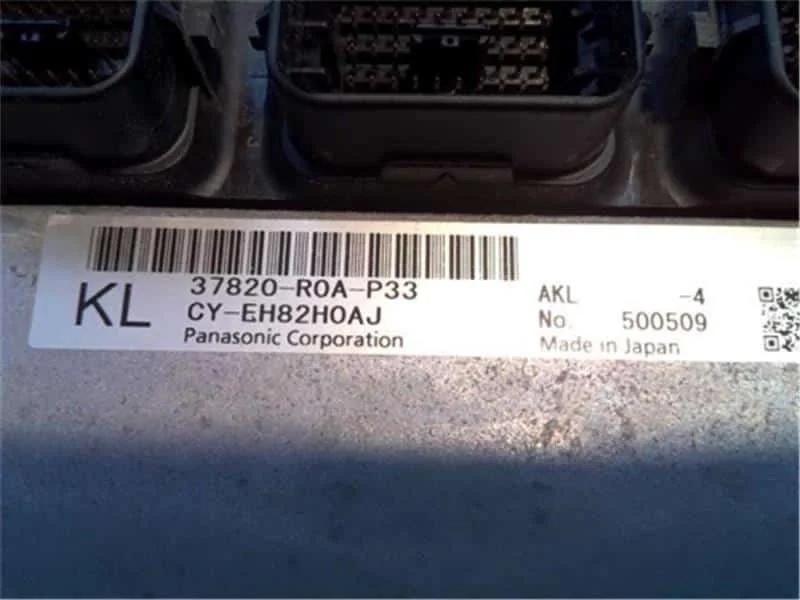 KL
37820-R0A-P33
CY-EH82H0AJ
Panasonic Corporation
AKL -4
No. 500509
Made in Japan